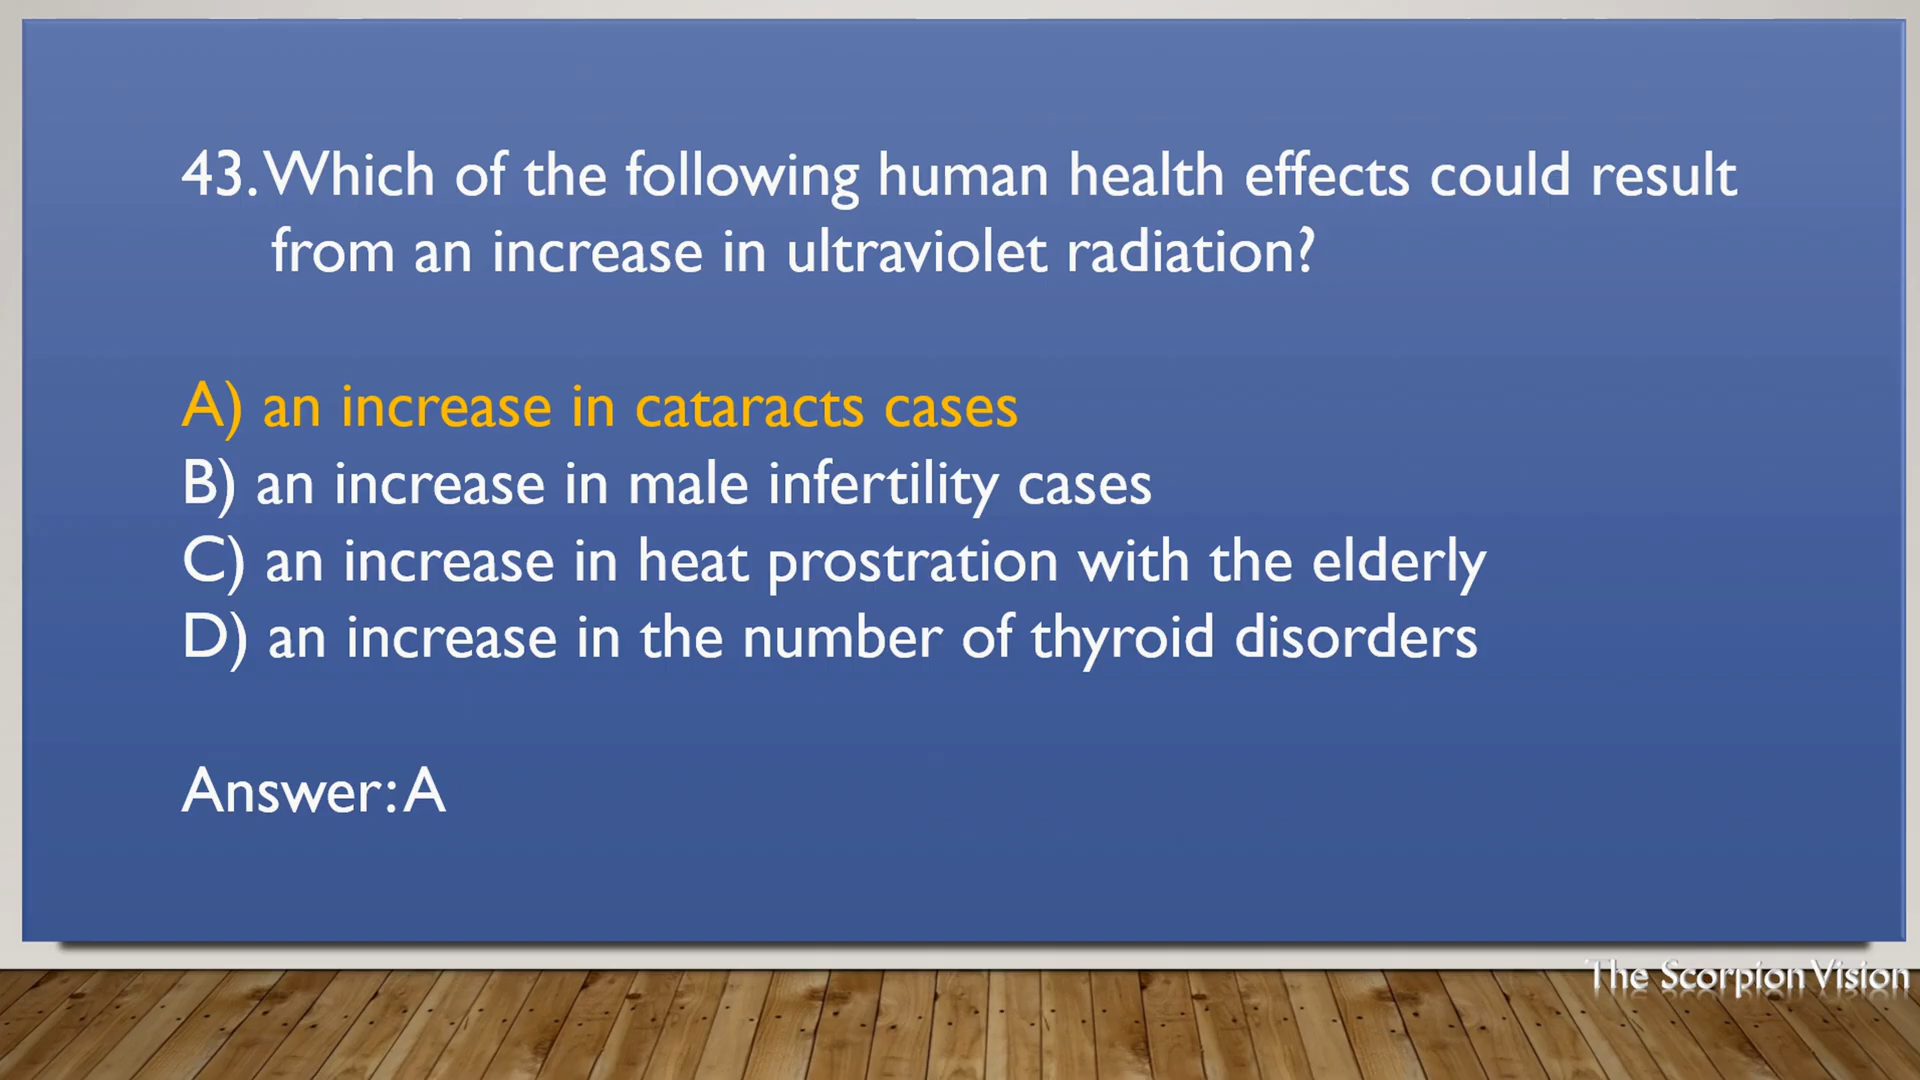 43. Which of the following human health effects could result
from an increase in ultraviolet radiation?
A) an increase in cataracts cases
B) an increase in male infertility cases
C) an increase in heat prostration with the elderly
D) an increase in the number of thyroid disorders
Answer: A
The Scorpion Vision